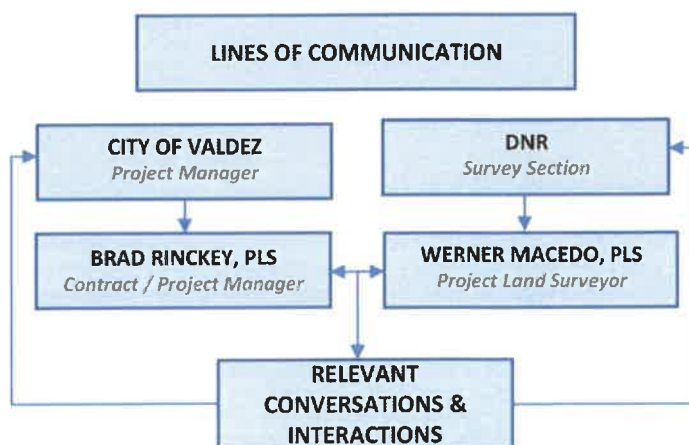 LINES OF COMMUNICATION
CITY OF VALDEZ
Project Manager
DNR
Survey Section
BRAD RINCKEY, PLS
Contract / Project Manager
WERNER MACEDO, PLS
Project Land Surveyor
RELEVANT
CONVERSATIONS &
INTERACTIONS